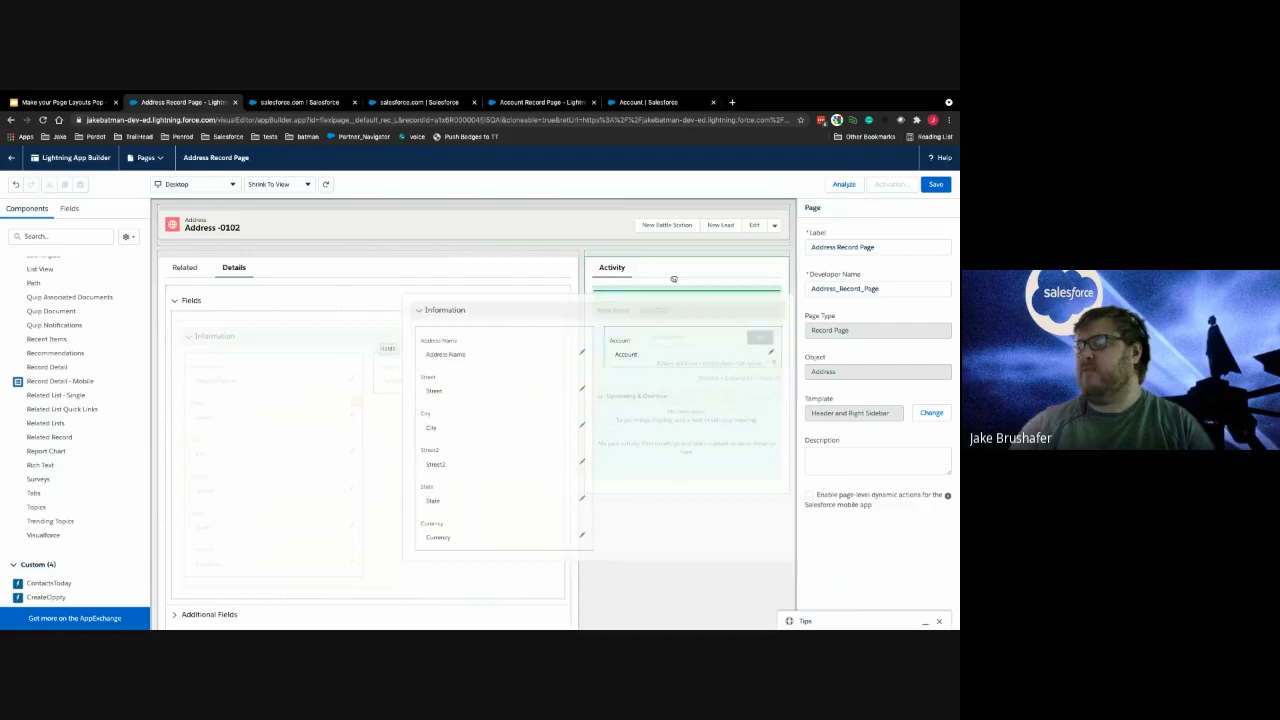 Make your Page Layouts Pop -
Address Record Page - Lightni
salesforce.com | Salesforce
salesforce.com | Salesforce
Account Record Page - Lightn
Account | Salesforce
Apps
Jake
Pardot
TrailHead
Penrod
Salesforce
tests
batman
Partner_Navigator
voice
Push Badges to TT
Other Bookmarks
Reading List
Lightning App Builder
Pages
Address Record Page
? Help
Desktop
Shrink To View
Analyze
Activation...
Save
Components
Fields
Search...
List View
Path
Quip Associated Documents
Quip Document
Quip Notifications
Recent Items
Recommendations
Record Detail
Record Detail - Mobile
Related List - Single
Related List Quick Links
Related Lists
Related Record
Report Chart
Rich Text
Surveys
Tabs
Topics
Trending Topics
Visualforce
Custom (4)
ContactsToday
CreateOppty
Get more on the AppExchange
Address
Address -0102
New Battle Station
New Lead
Edit
Related
Details
Fields
Information
Fields
Information
Address Name
Address Name
Street
Street
City
City
Street2
Street2
State
State
Currency
Currency
Additional Fields
Activity
Account
Account
Upcoming & Overdue
Page
*Label
Address Record Page
*Developer Name
Address_Record_Page
Page Type
Record Page
Object
Address
Template
Header and Right Sidebar
Change
Description
Enable page-level dynamic actions for the
Salesforce mobile app
Tips
salesforce
Jake Brushafer